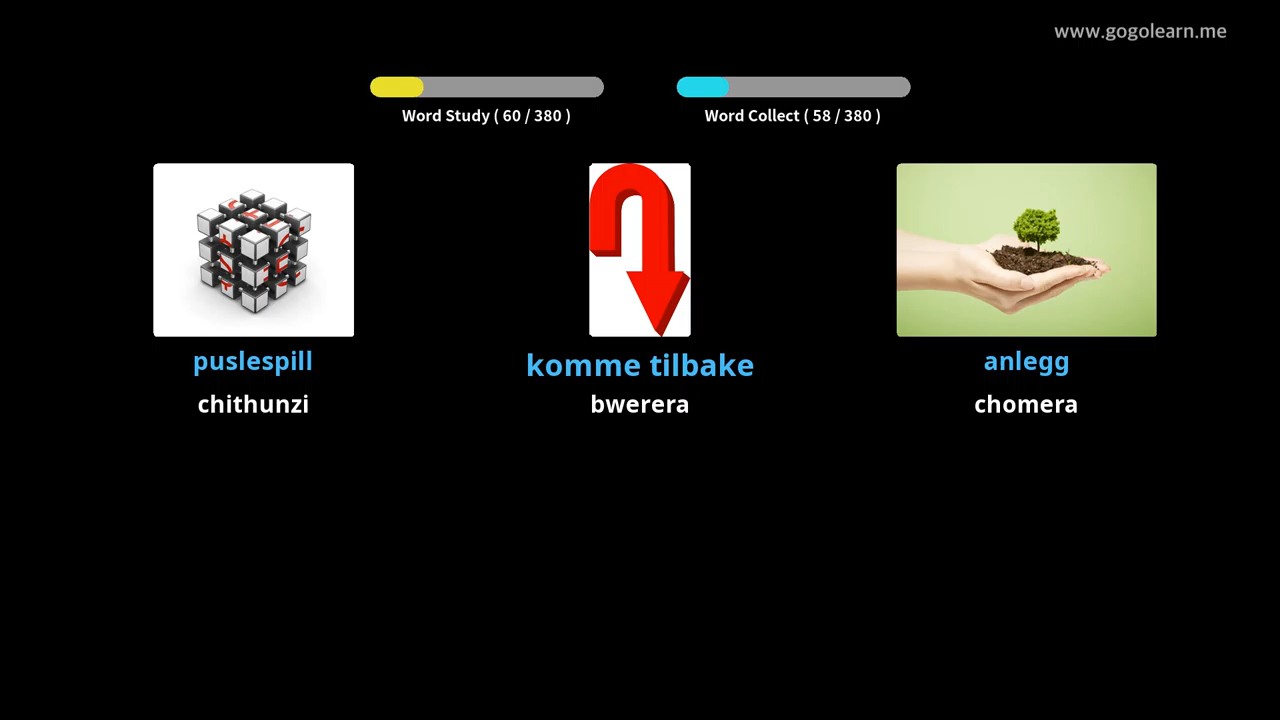 www.gogolearn.me
Word Study ( 60 / 380 )
Word Collect ( 58 / 380 )
puslespill
komme tilbake
anlegg
chithunzi
bwerera
chomera